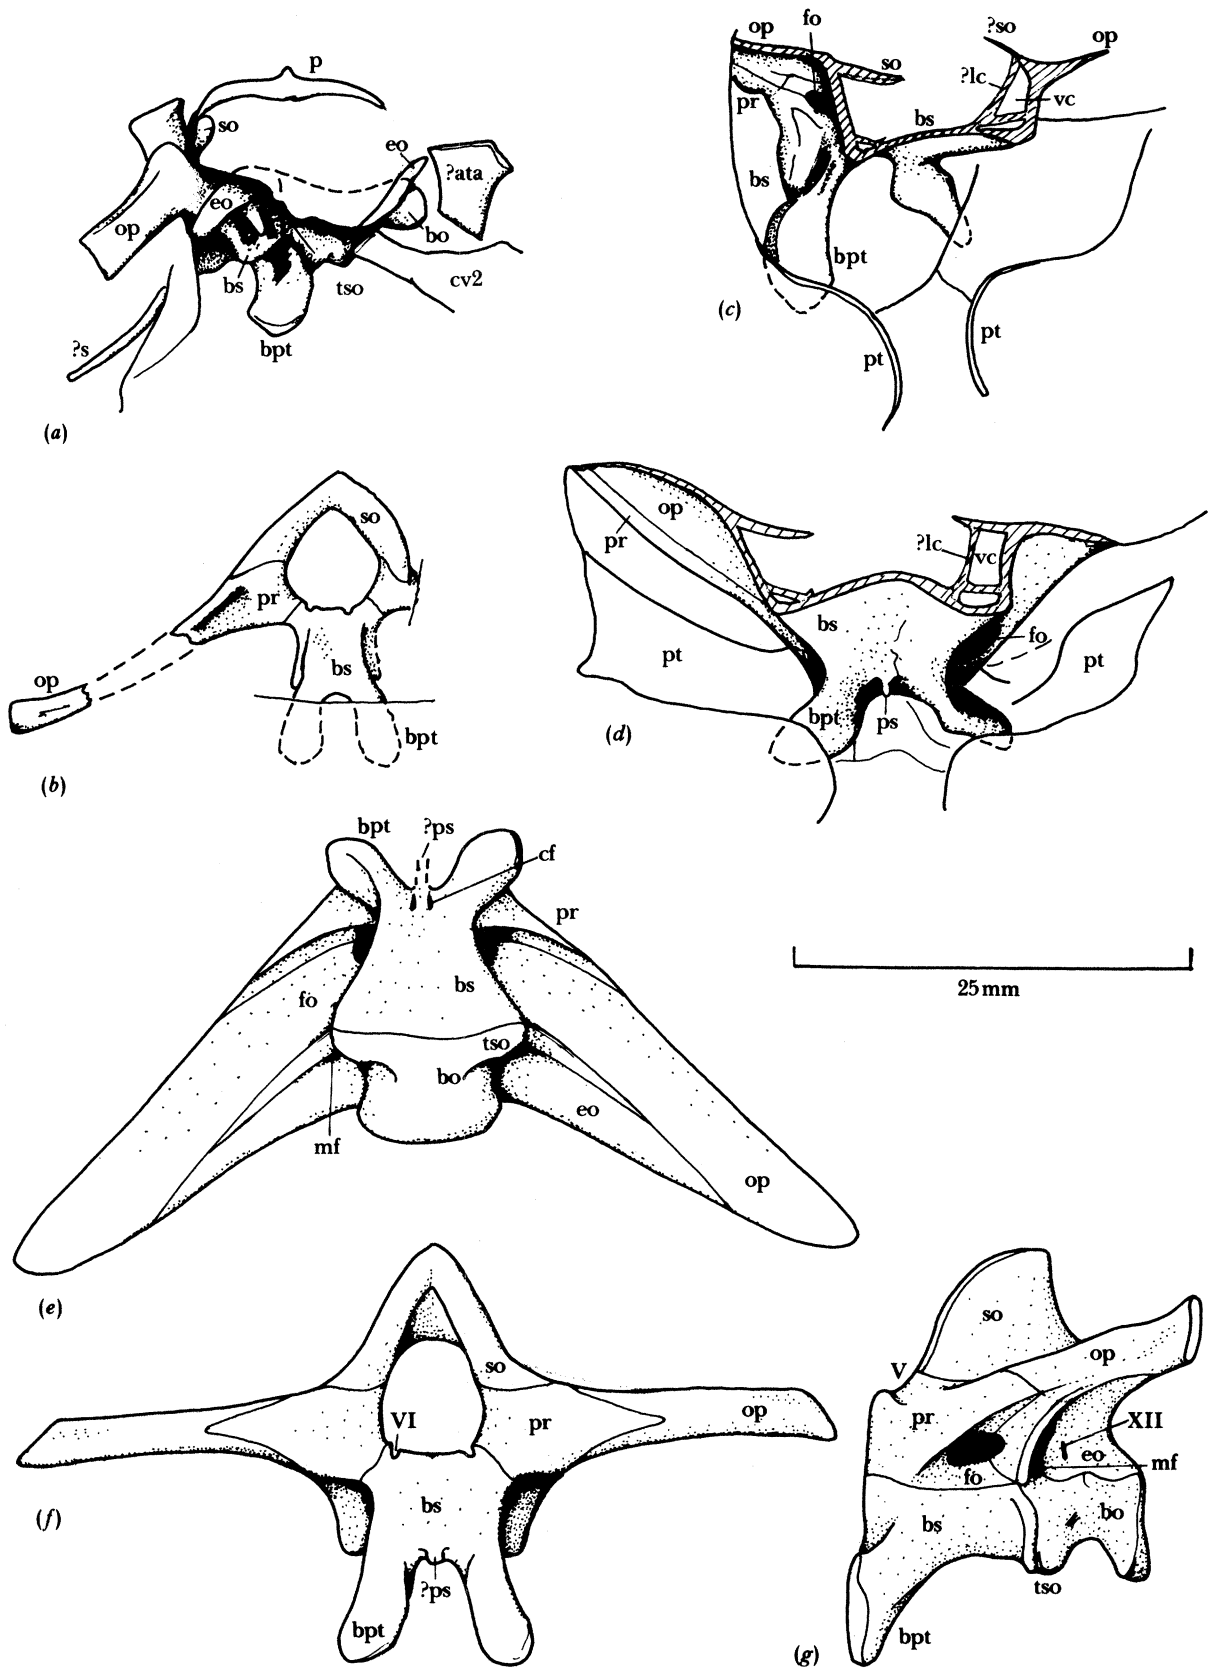 p
so
eo
?ata
eo
op
bo
bs
tso
cv2
?s
bpt
(a)
op
fo
so
?so
op
?lc
vc
pr
bs
bs
bpt
(c)
pt
pt
so
pr
bs
op
bpt
(b)
op
pr
?lc
vc
bs
fo
pt
pt
bpt
ps
(d)
bpt
?ps
cf
pr
fo
bs
tso
bo
eo
mf
op
(e)
25 mm
so
VI
pr
op
bs
?ps
bpt
(f)
so
V
op
pr
XII
fo
eo
mf
bs
bo
tso
bpt
(g)